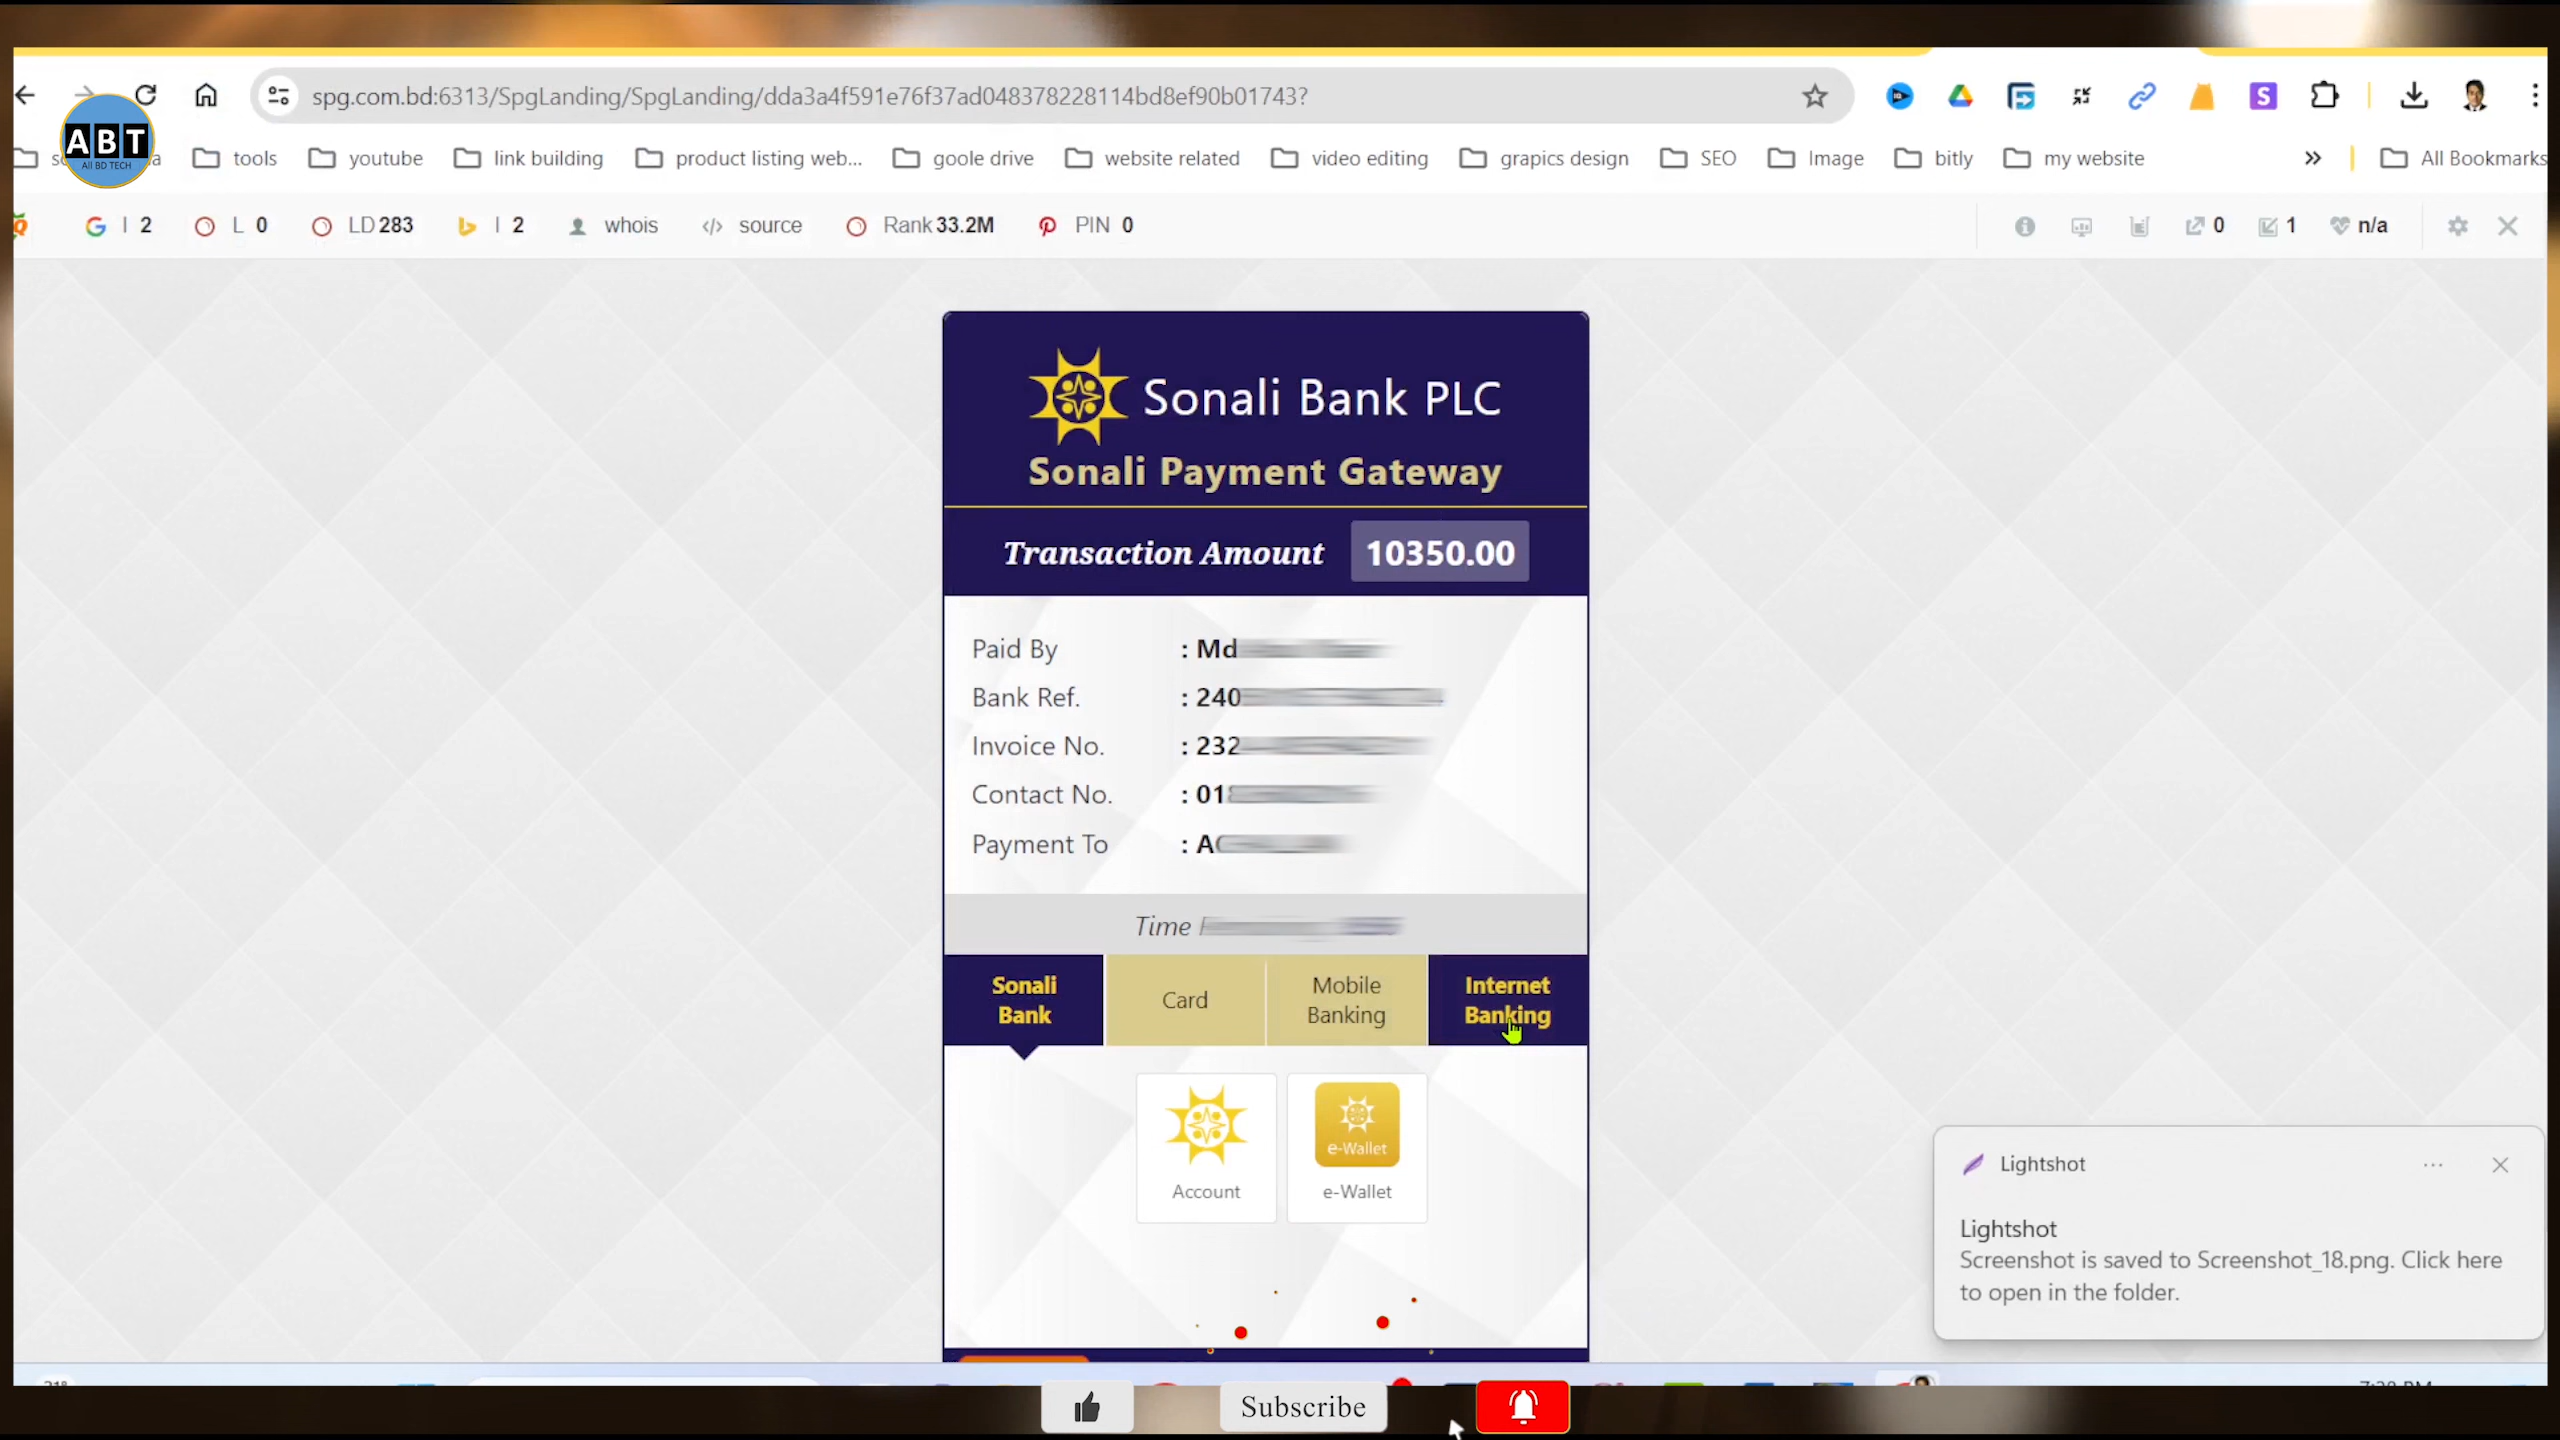 spg.com.bd:6313/SpgLanding/SpgLanding/dda3a4f591e76f37ad048378228114bd8ef90b01743?
ABT
All BD TECH
tools
youtube
link building
product listing web...
goole drive
website related
video editing
grapics design
SEO
Image
bitly
my website
»
All Bookmarks
I 2
L 0
LD 283
I 2
whois
source
Rank 33.2M
PIN 0
0
1
n/a
Sonali Bank PLC
Sonali Payment Gateway
Transaction Amount 10350.00
Paid By : Md
Bank Ref. : 240
Invoice No. : 232
Contact No. : 01
Payment To : A
Time
Sonali Bank
Card
Mobile Banking
Internet Banking
e-Wallet
Account
e-Wallet
Lightshot
Lightshot
Screenshot is saved to Screenshot_18.png. Click here
to open in the folder.
Subscribe